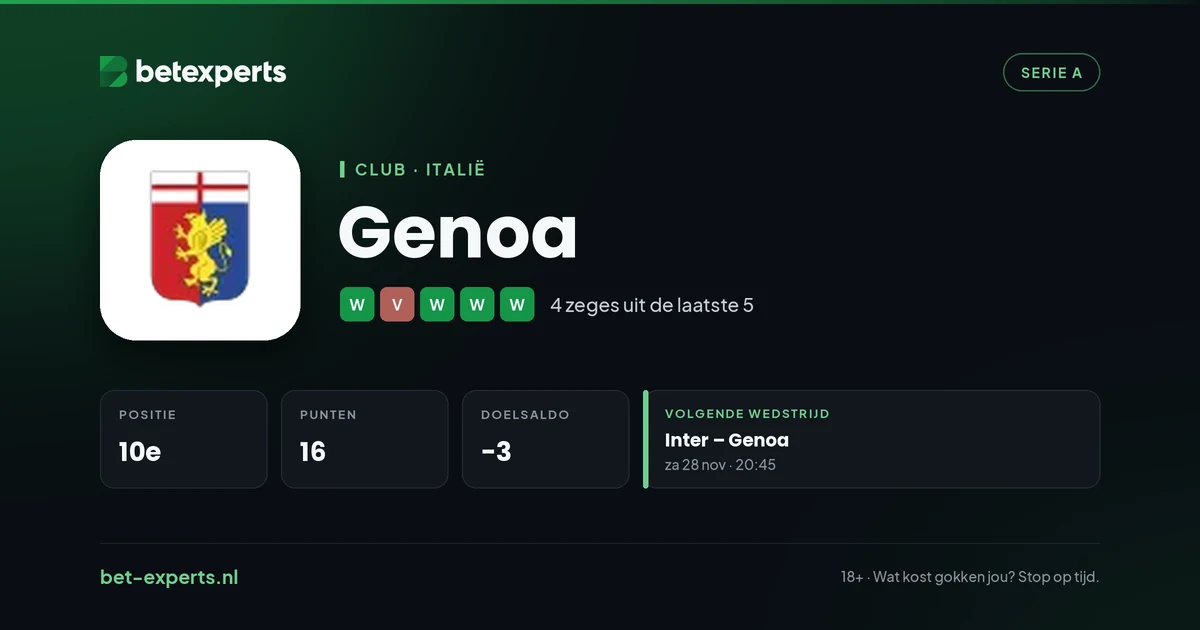 betexperts
SERIE A
CLUB · ITALIË
Genoa
W V W W W 4 zeges uit de laatste 5
POSITIE
10e
PUNTEN
16
DOELSALDO
-3
VOLGENDE WEDSTRIJD
Inter – Genoa
za 28 nov · 20:45
bet-experts.nl
18+ · Wat kost gokken jou? Stop op tijd.